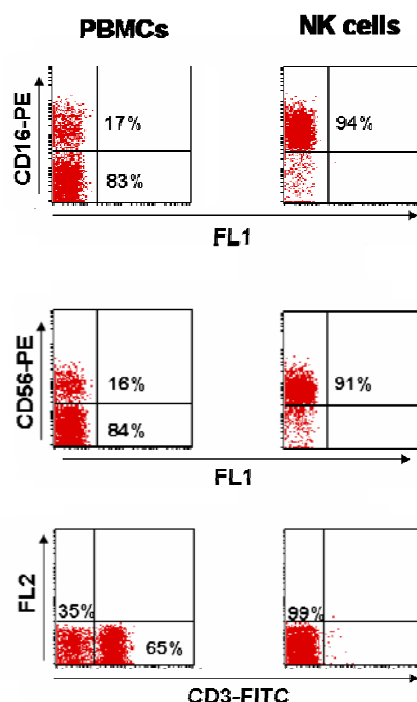 PBMCs NK cells
CD16-PE
17%
83%
94%
FL1
CD56-PE
16%
84%
91%
FL1
FL2
35%
65%
99%
CD3-FITC